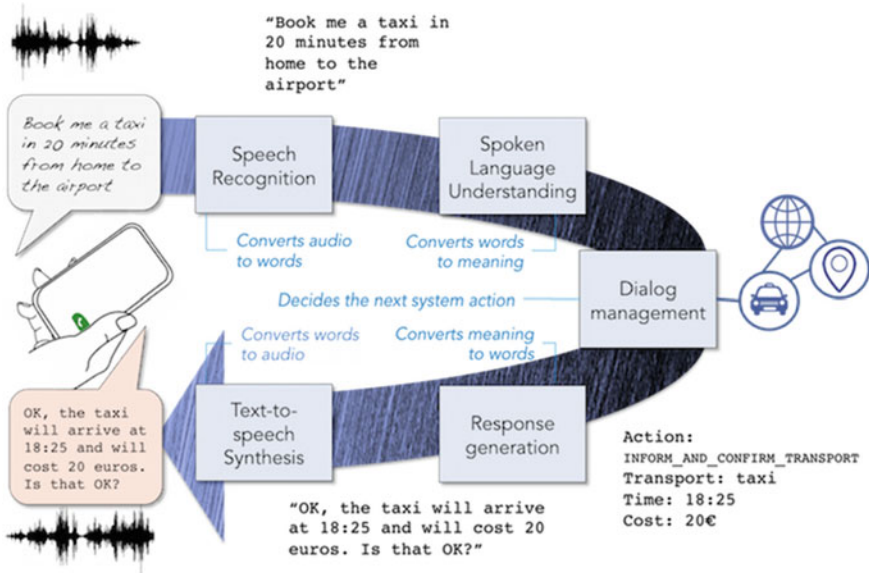 "Book me a taxi in
20 minutes from
home to the
airport"
Book me a taxi
in 20 minutes
from home to
the airport
Speech
Recognition
Spoken
Language
Understanding
Converts audio
to words
Converts words
to meaning
Decides the next system action
Dialog
management
Converts words
to audio
Converts meaning
to words
OK, the taxi
will arrive at
18:25 and will
cost 20 euros.
Is that OK?
Text-to-
speech
Synthesis
Response
generation
Action:
INFORM_AND_CONFIRM_TRANSPORT
Transport: taxi
Time: 18:25
Cost: 20€
"OK, the taxi will arrive
at 18:25 and will cost 20
euros. Is that OK?"